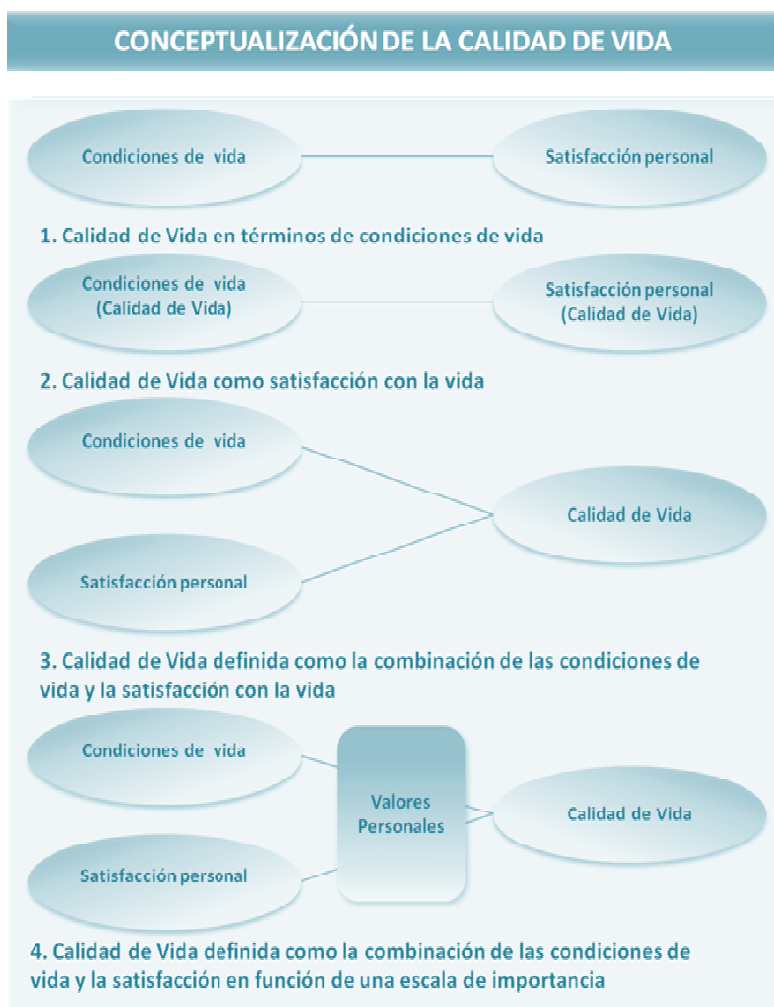 CONCEPTUALIZACIÓN DE LA CALIDAD DE VIDA
Condiciones de vida
Satisfacción personal
1. Calidad de Vida en términos de condiciones de vida
Condiciones de vida
(Calidad de Vida)
Satisfacción personal
(Calidad de Vida)
2. Calidad de Vida como satisfacción con la vida
Condiciones de vida
Calidad de Vida
Satisfacción personal
3. Calidad de Vida definida como la combinación de las condiciones de
vida y la satisfacción con la vida
Condiciones de vida
Valores
Personales
Calidad de Vida
Satisfacción personal
4. Calidad de Vida definida como la combinación de las condiciones de
vida y la satisfacción en función de una escala de importancia